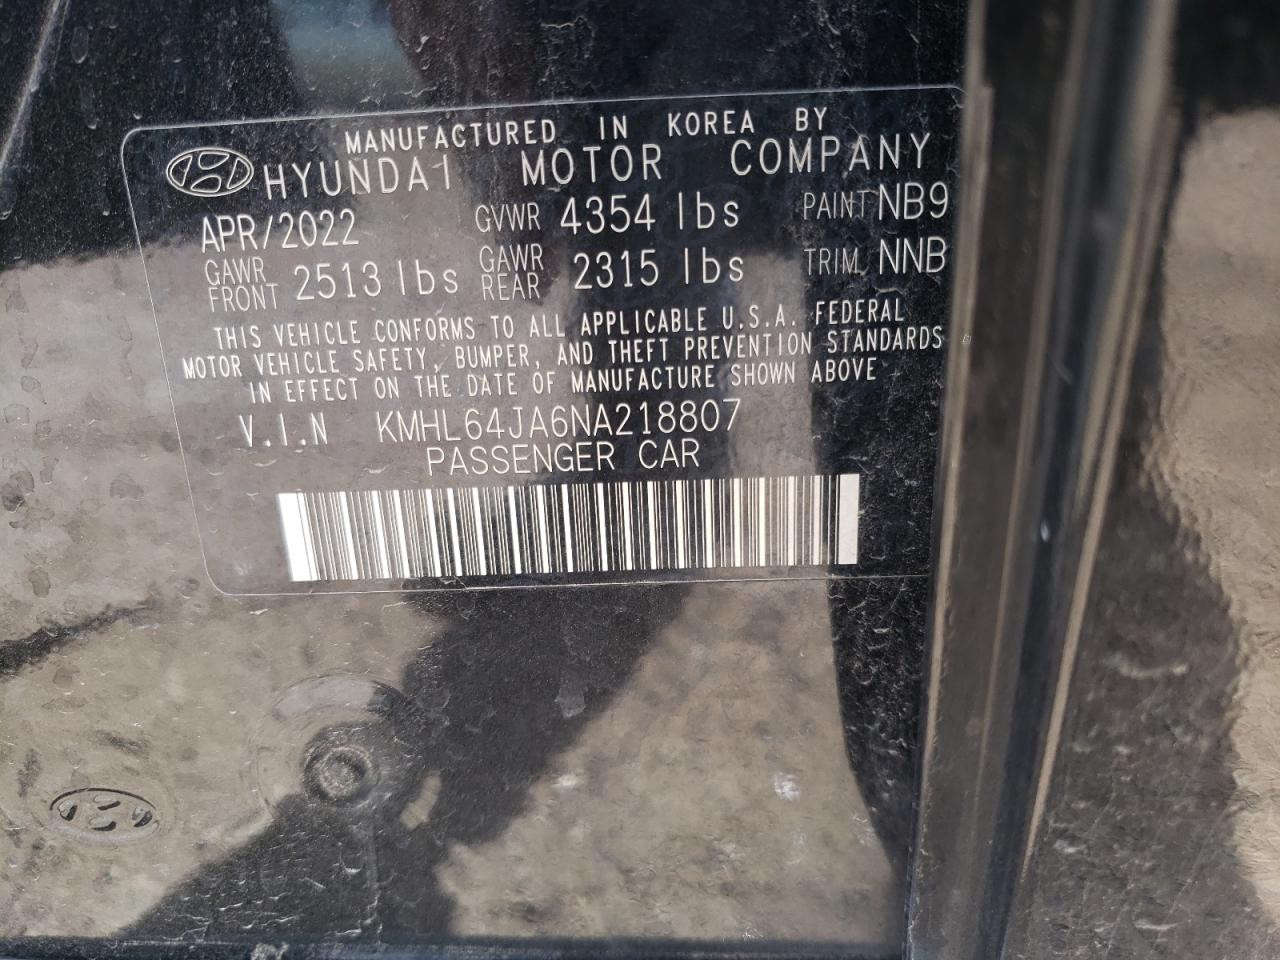 MANUFACTURED IN KOREA BY
HYUNDAI MOTOR COMPANY
APR/2022 GVWR 4354 lbs PAINT NB9
GAWR FRONT 2513 lbs GAWR REAR 2315 lbs TRIM NNB
THIS VEHICLE CONFORMS TO ALL APPLICABLE U.S.A. FEDERAL
MOTOR VEHICLE SAFETY, BUMPER, AND THEFT PREVENTION STANDARDS
IN EFFECT ON THE DATE OF MANUFACTURE SHOWN ABOVE
V.I.N KMHL64JA6NA218807
PASSENGER CAR